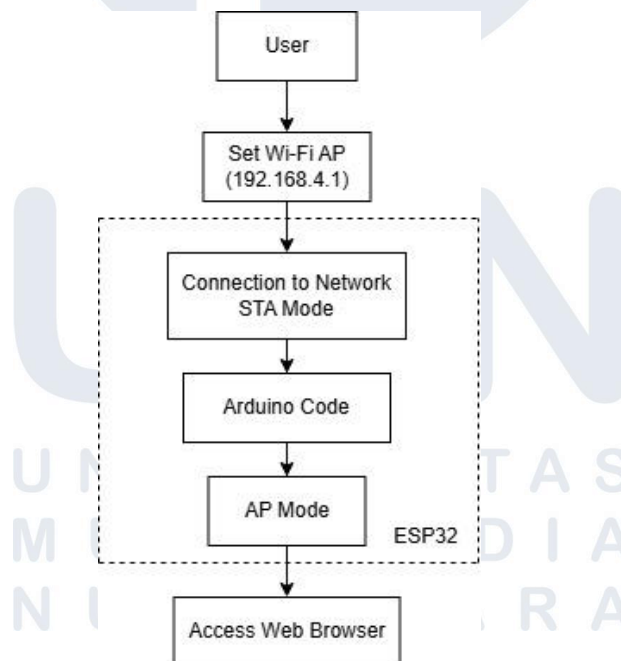 User
Set Wi-Fi AP
(192.168.4.1)
Connection to Network
STA Mode
Arduino Code
AP Mode
ESP32
Access Web Browser